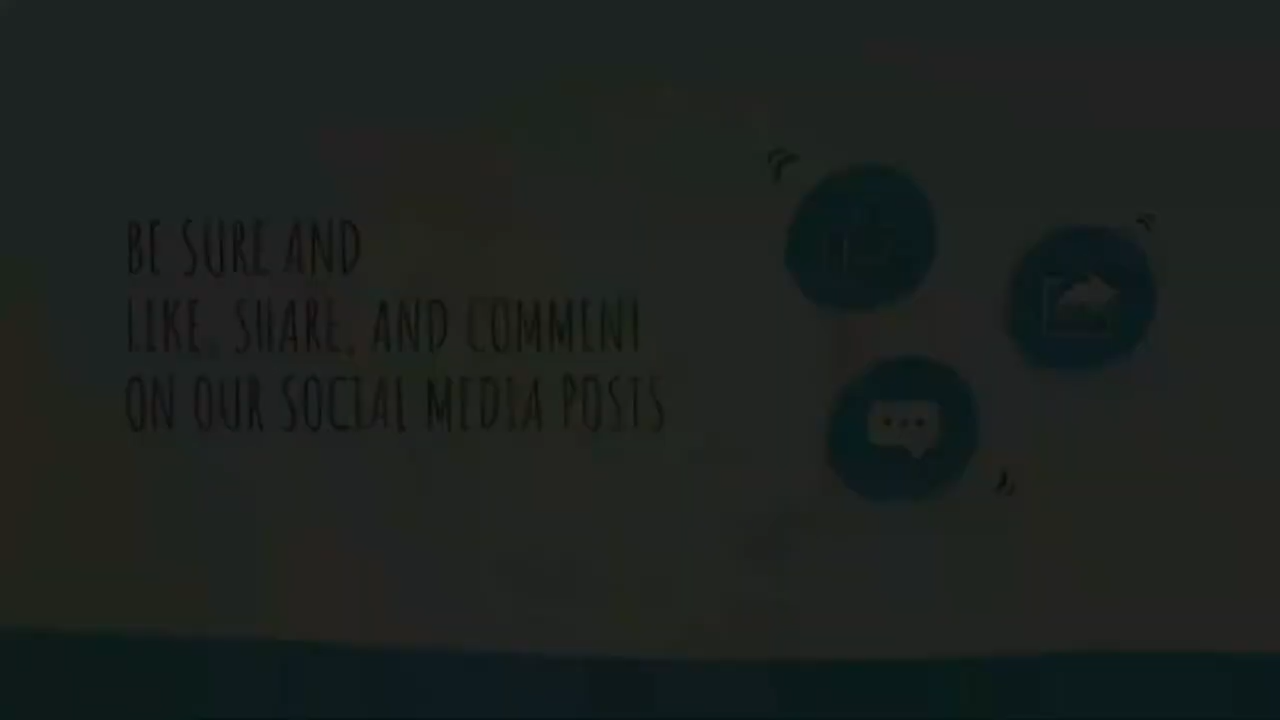 BE SURE AND
LIKE, SHARE, AND COMMENT
ON OUR SOCIAL MEDIA POSTS